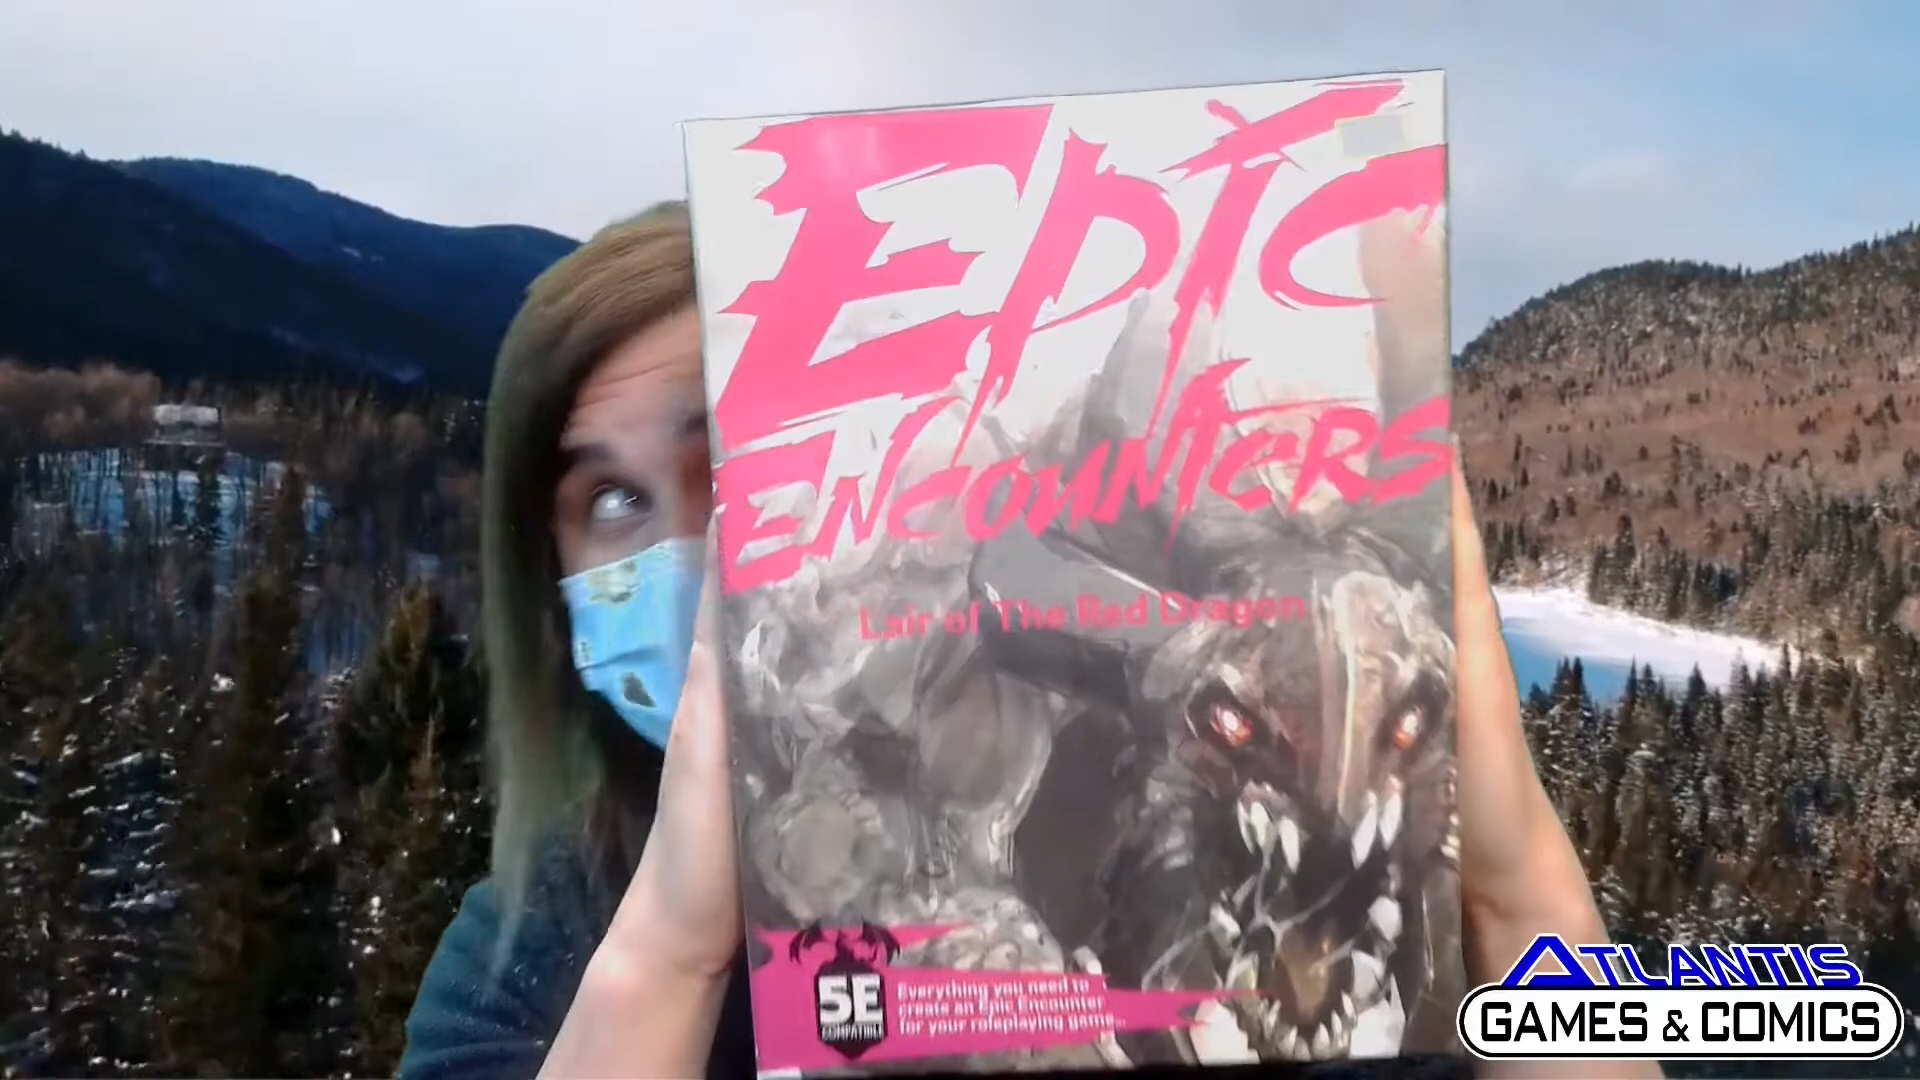 EPIC
ENCOUNTERS
Lair of The Red Dragon
5E
COMPATIBLE
Everything you need to
create an Epic Encounter
for your roleplaying game...
ATLANTIS
GAMES & COMICS